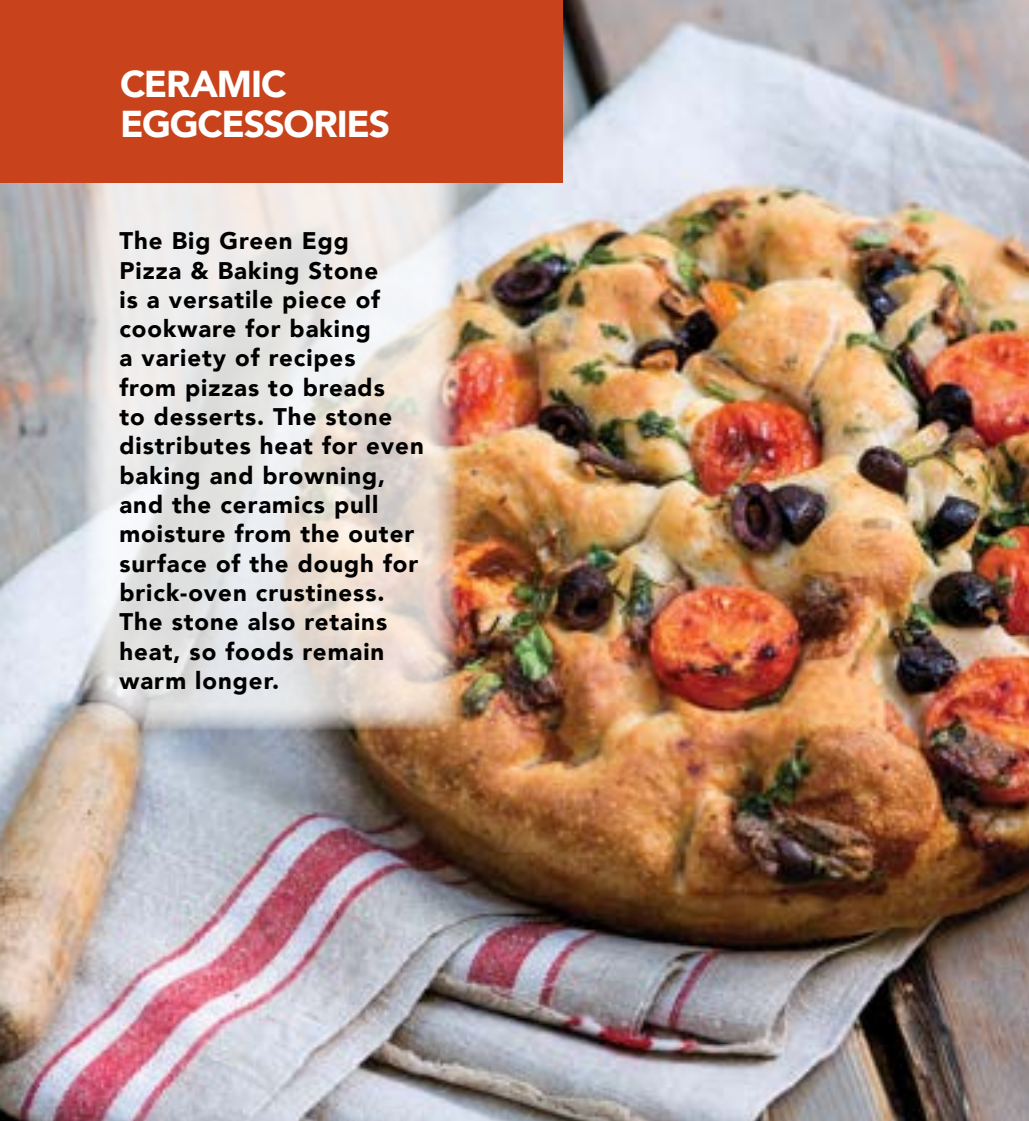 CERAMIC
EGGCESSORIES
The Big Green Egg
Pizza & Baking Stone
is a versatile piece of
cookware for baking
a variety of recipes
from pizzas to breads
to desserts. The stone
distributes heat for even
baking and browning,
and the ceramics pull
moisture from the outer
surface of the dough for
brick-oven crustiness.
The stone also retains
heat, so foods remain
warm longer.